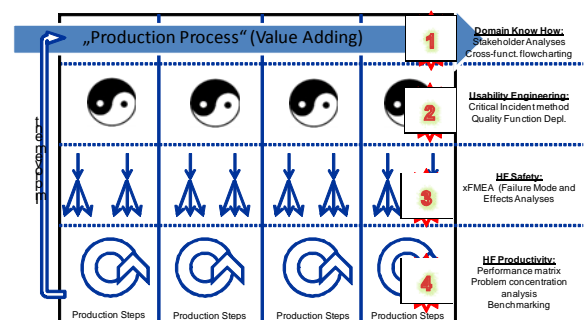 „Production Process“ (Value Adding)
1
Domain Know How:
Stakeholder Analyses
Cross-funct. flowcharting
2
Usability Engineering:
Critical Incident method
Quality Function Depl.
3
HF Safety:
xFMEA (Failure Mode and
Effects Analyses
4
HF Productivity:
Performance matrix
Problem concentration
analysis
Benchmarking
Production Steps
Production Steps
Production Steps
Production Steps